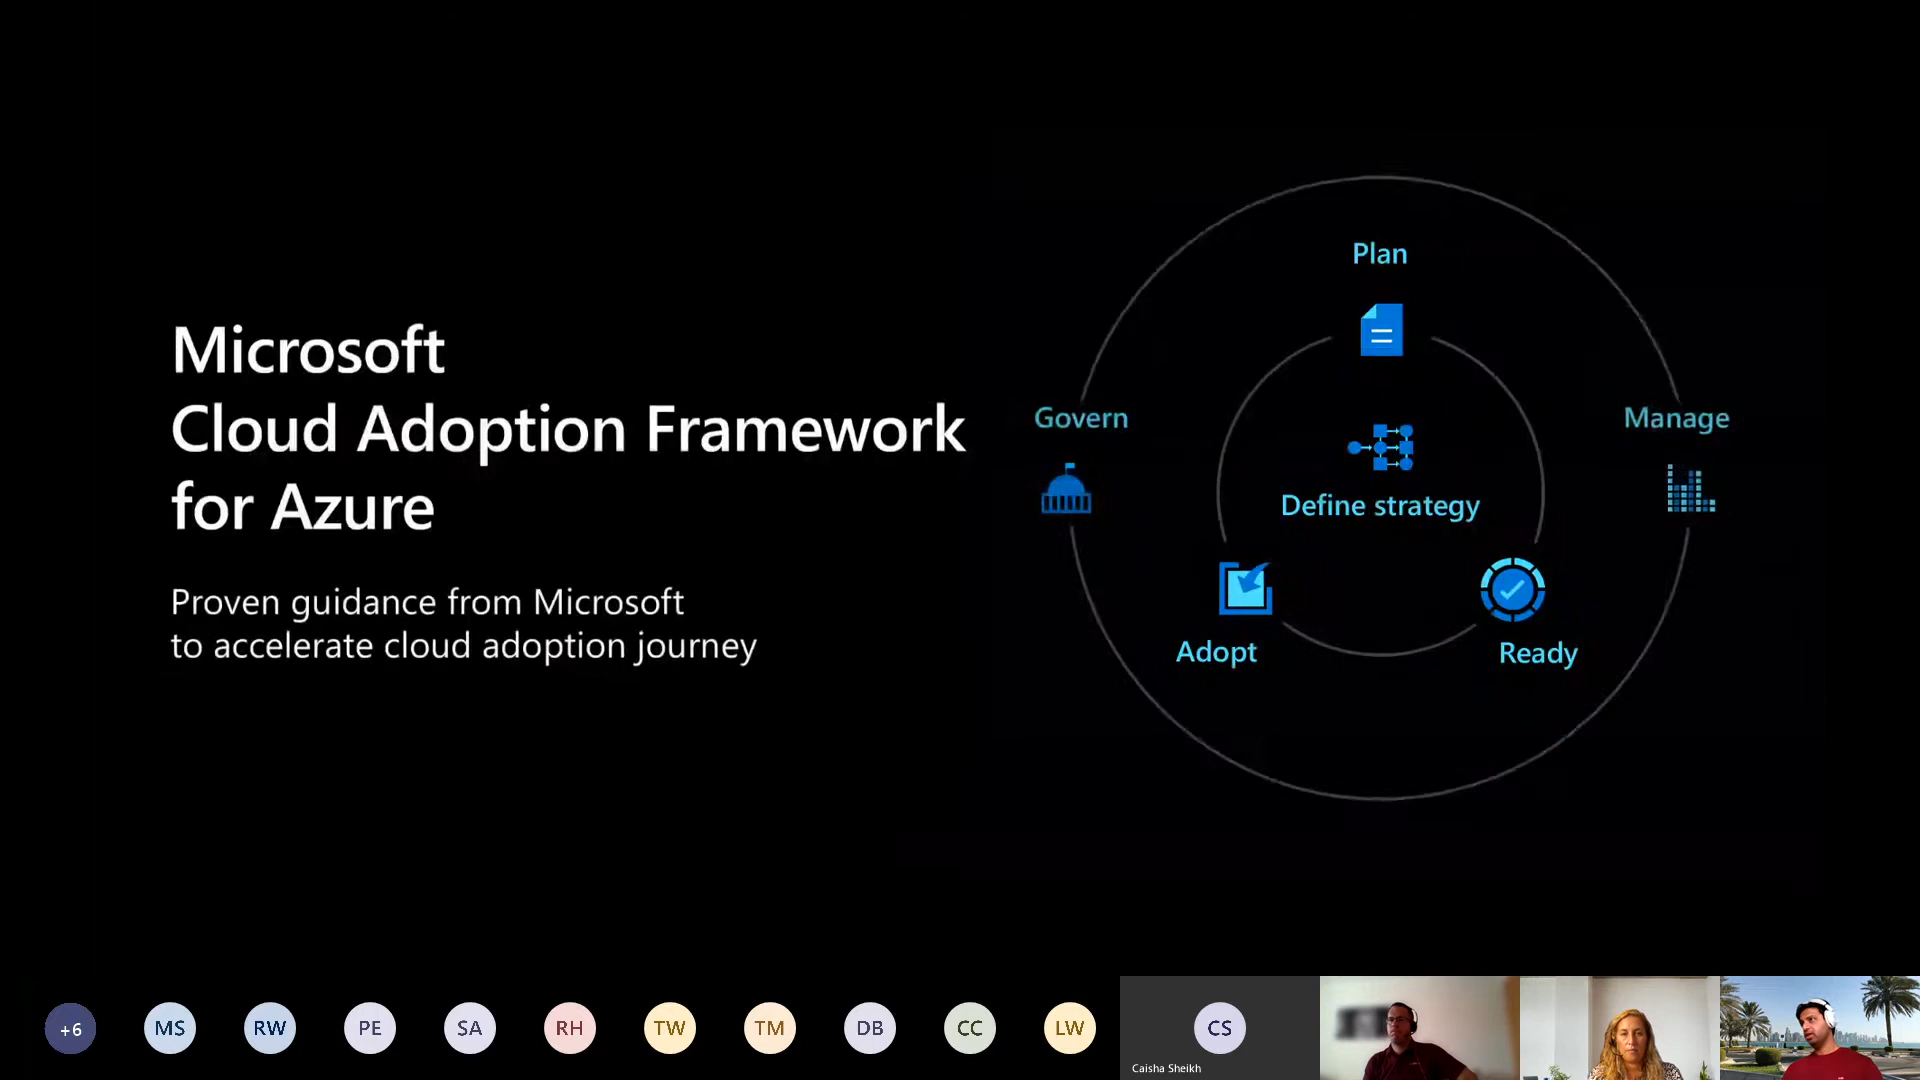 Microsoft
Cloud Adoption Framework
for Azure
Proven guidance from Microsoft
to accelerate cloud adoption journey
Plan
Govern
Manage
Define strategy
Adopt
Ready
+6
MS
RW
PE
SA
RH
TW
TM
DB
CC
LW
CS
Caisha Sheikh